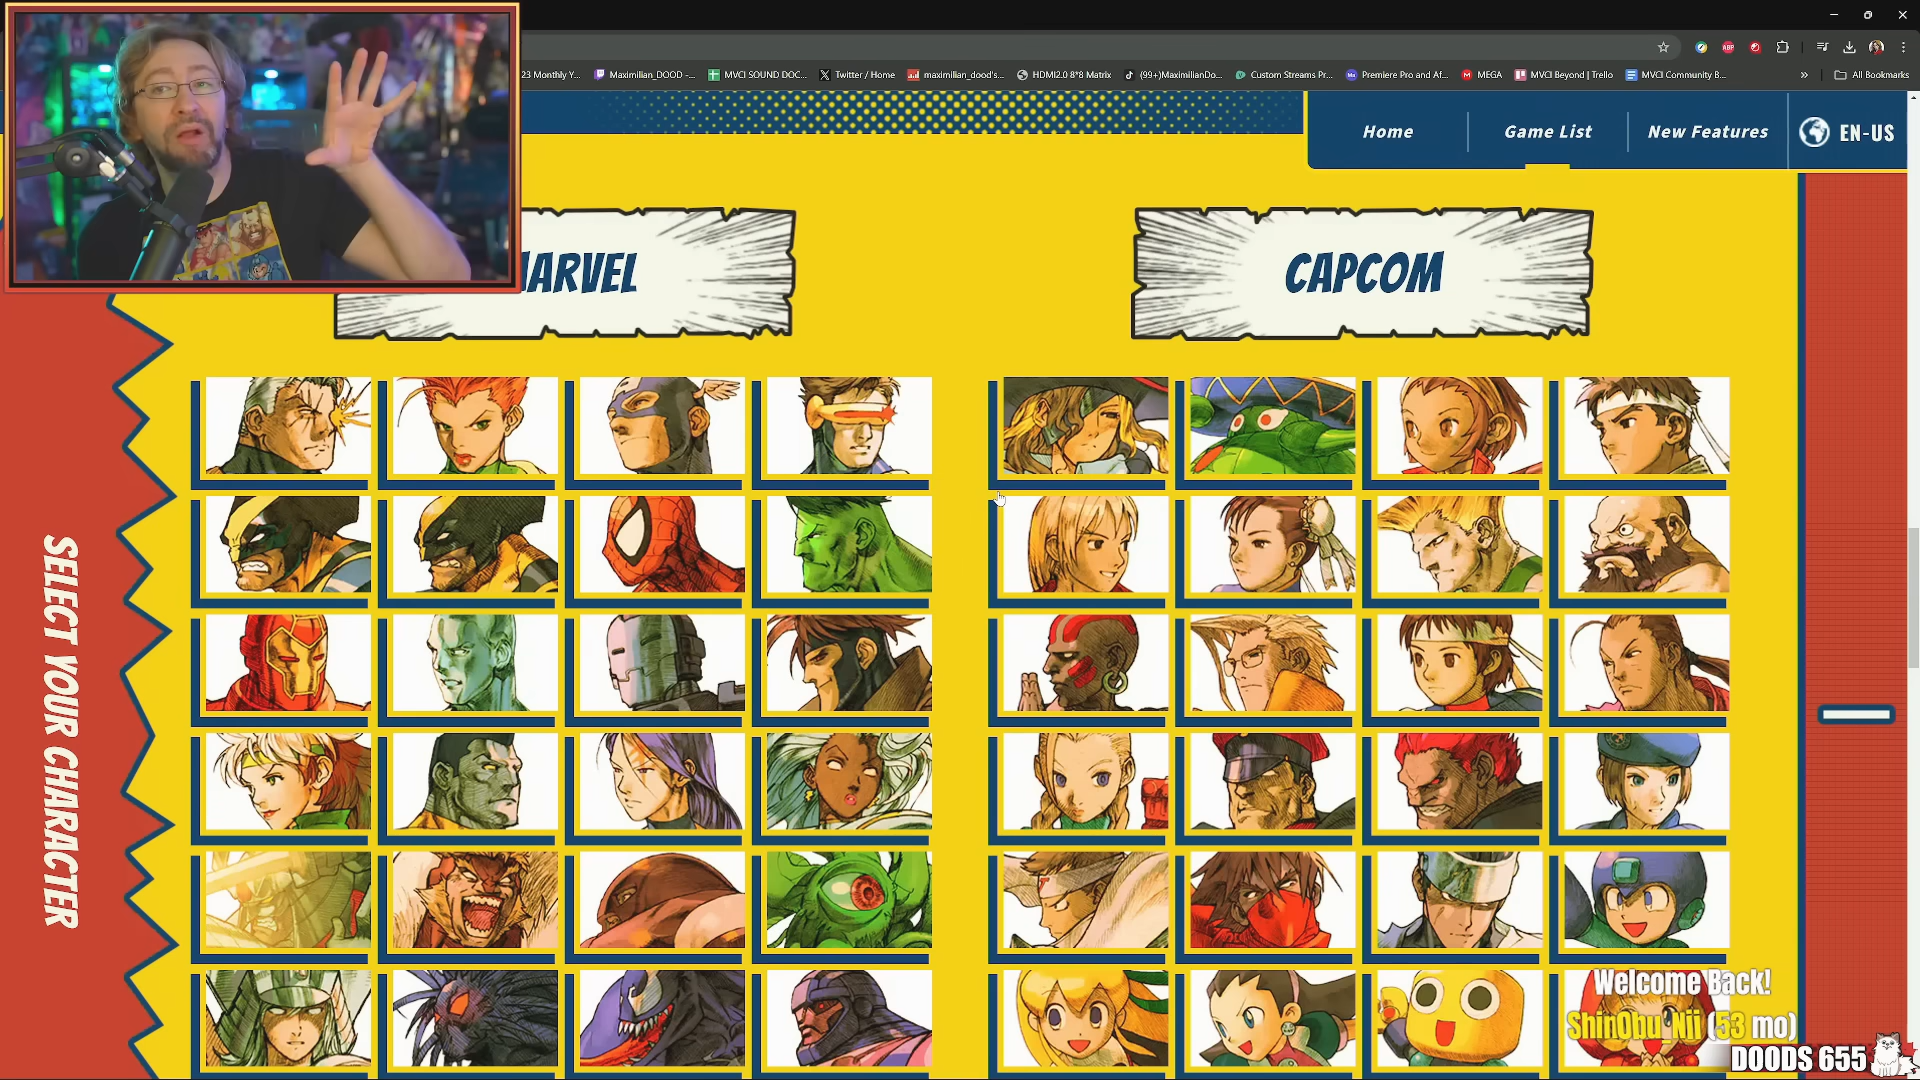 23 Monthly Y...
Maximilian_DOOD -...
MVCI SOUND DOC...
Twitter / Home
maximilian_dood's...
HDMI2.0 8*8 Matrix
(99+)MaximilianDo...
Custom Streams Pr...
Premiere Pro and Af...
MEGA
MVCI Beyond | Trello
MVCI Community B...
»
All Bookmarks
ABP
Home
Game List
New Features
EN-US
ARVEL
CAPCOM
SELECT YOUR CHARACTER
Welcome Back!
Shin0bu_Nii (53 mo)
DOODS 655